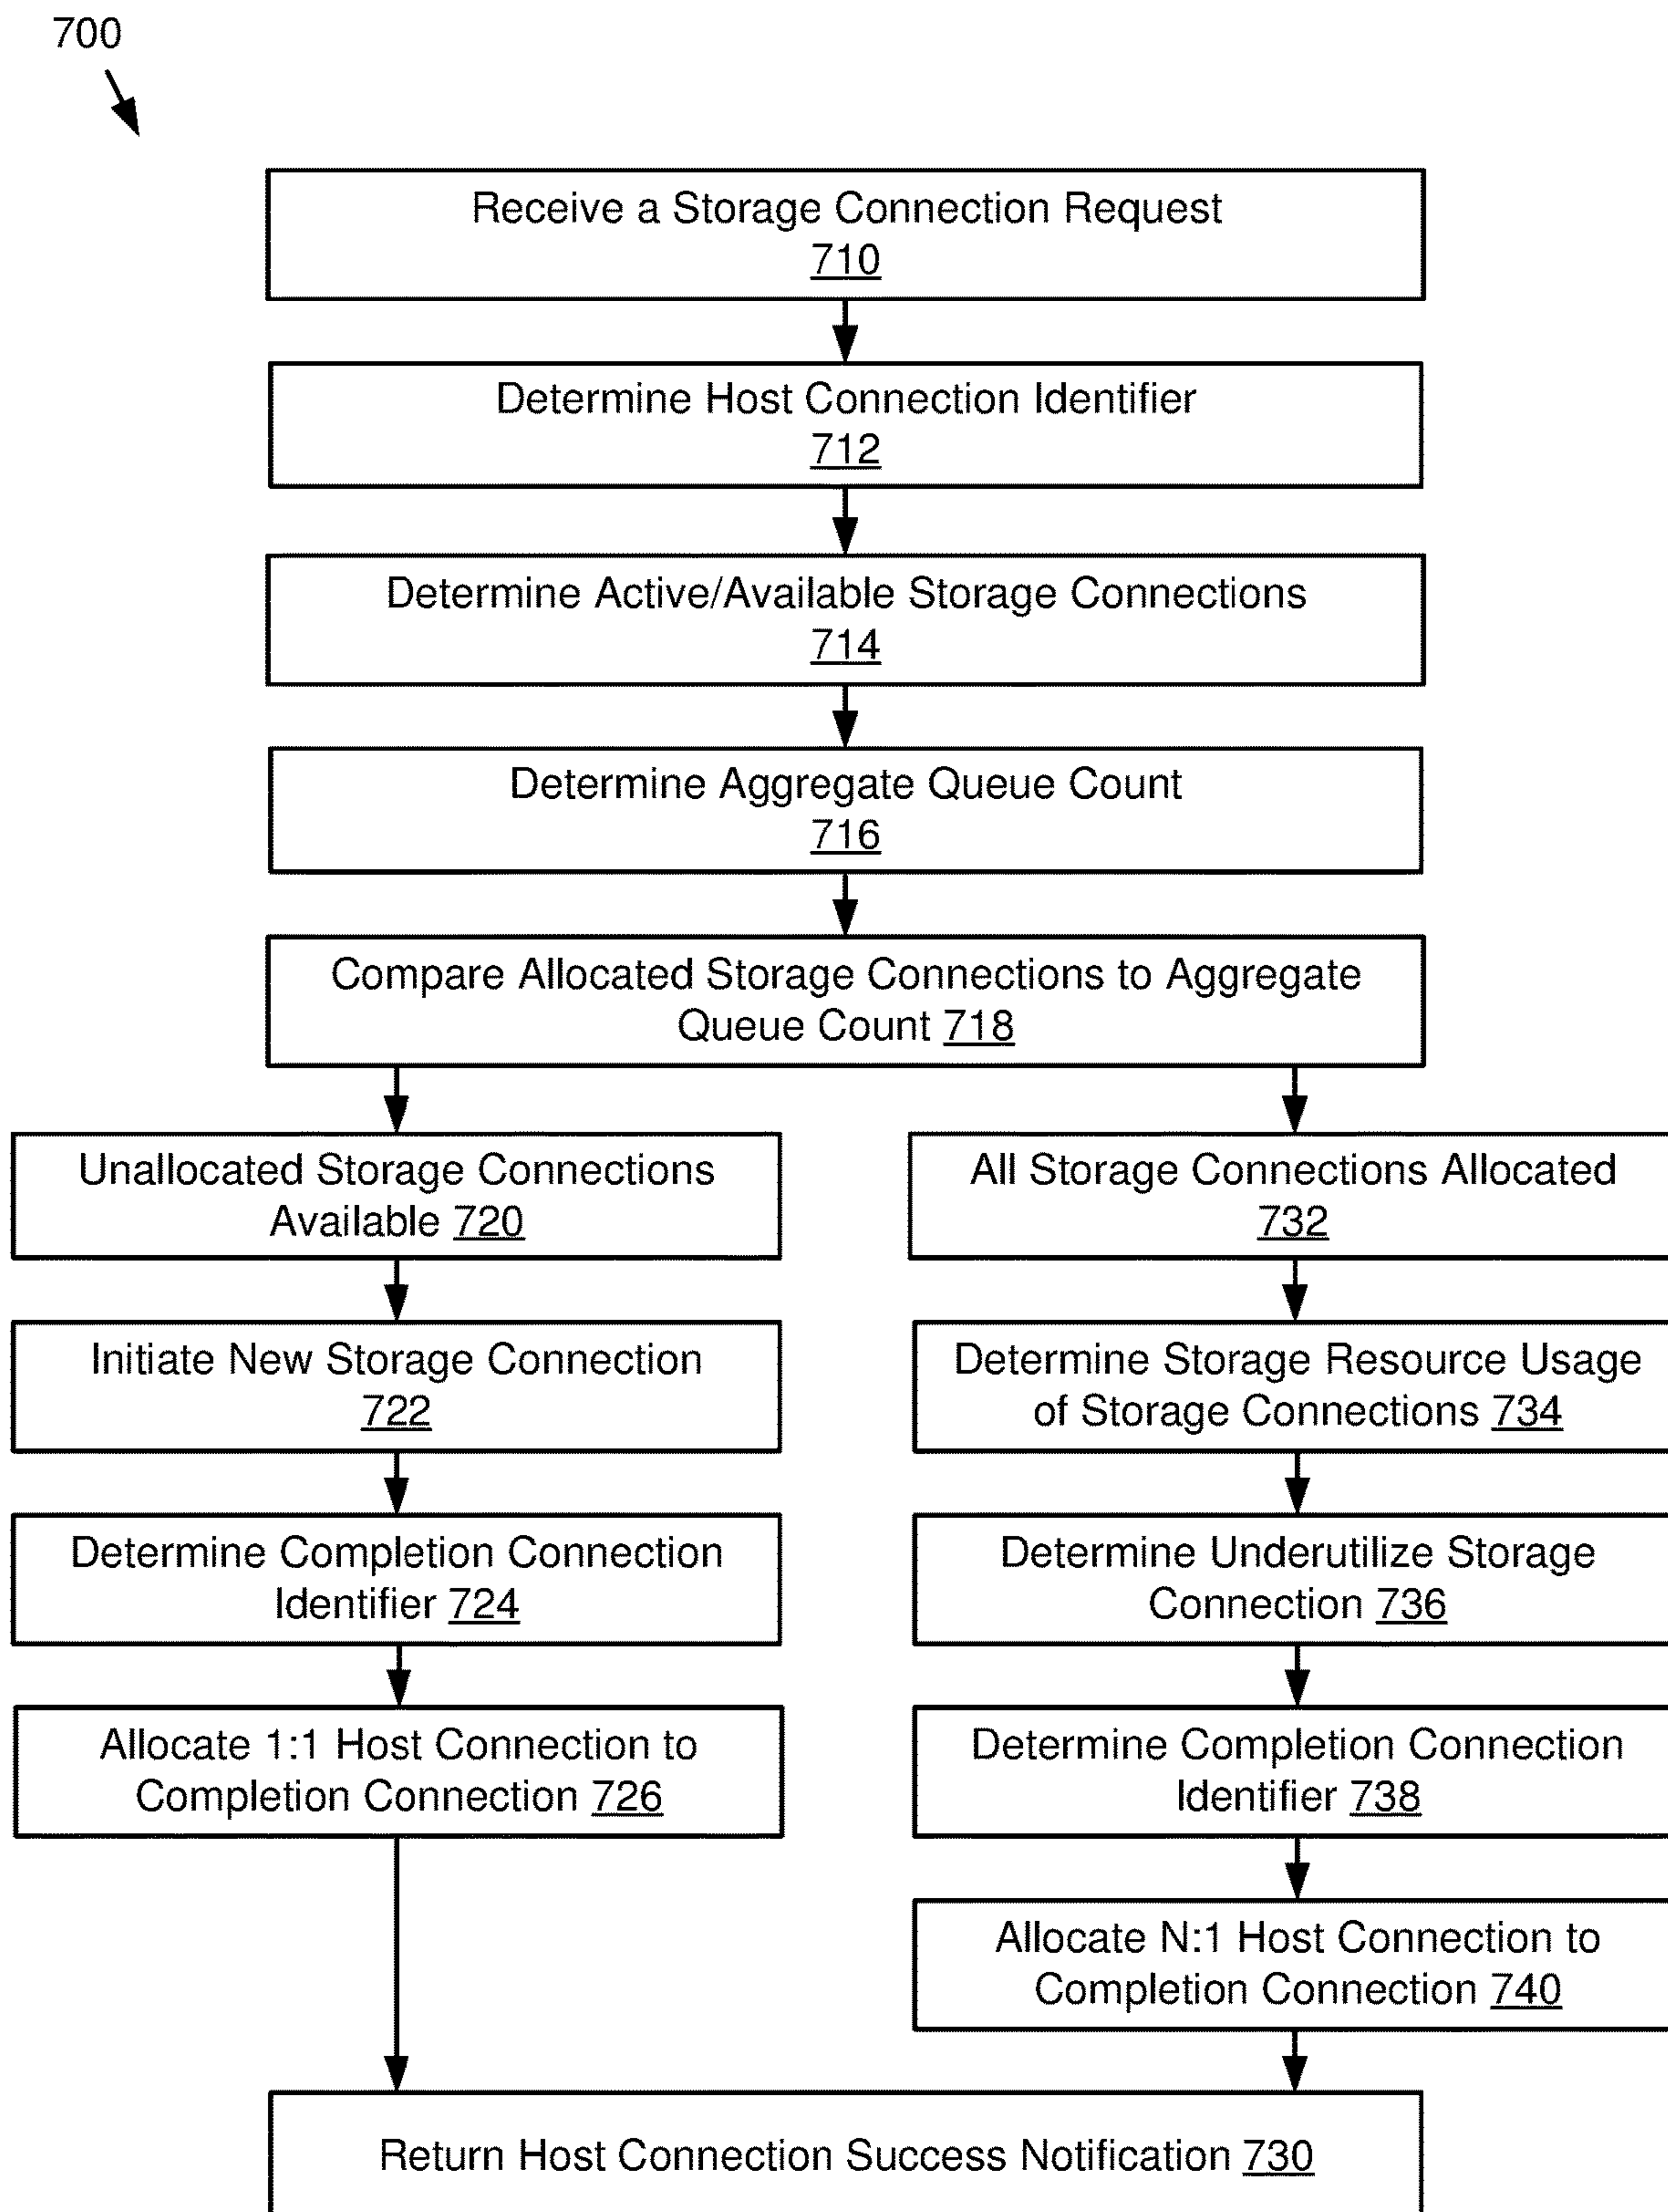 700
Receive a Storage Connection Request
710
Determine Host Connection Identifier
712
Determine Active/Available Storage Connections
714
Determine Aggregate Queue Count
716
Compare Allocated Storage Connections to Aggregate
Queue Count 718
Unallocated Storage Connections
Available 720
Initiate New Storage Connection
722
Determine Completion Connection
Identifier 724
Allocate 1:1 Host Connection to
Completion Connection 726
All Storage Connections Allocated
732
Determine Storage Resource Usage
of Storage Connections 734
Determine Underutilize Storage
Connection 736
Determine Completion Connection
Identifier 738
Allocate N:1 Host Connection to
Completion Connection 740
Return Host Connection Success Notification 730